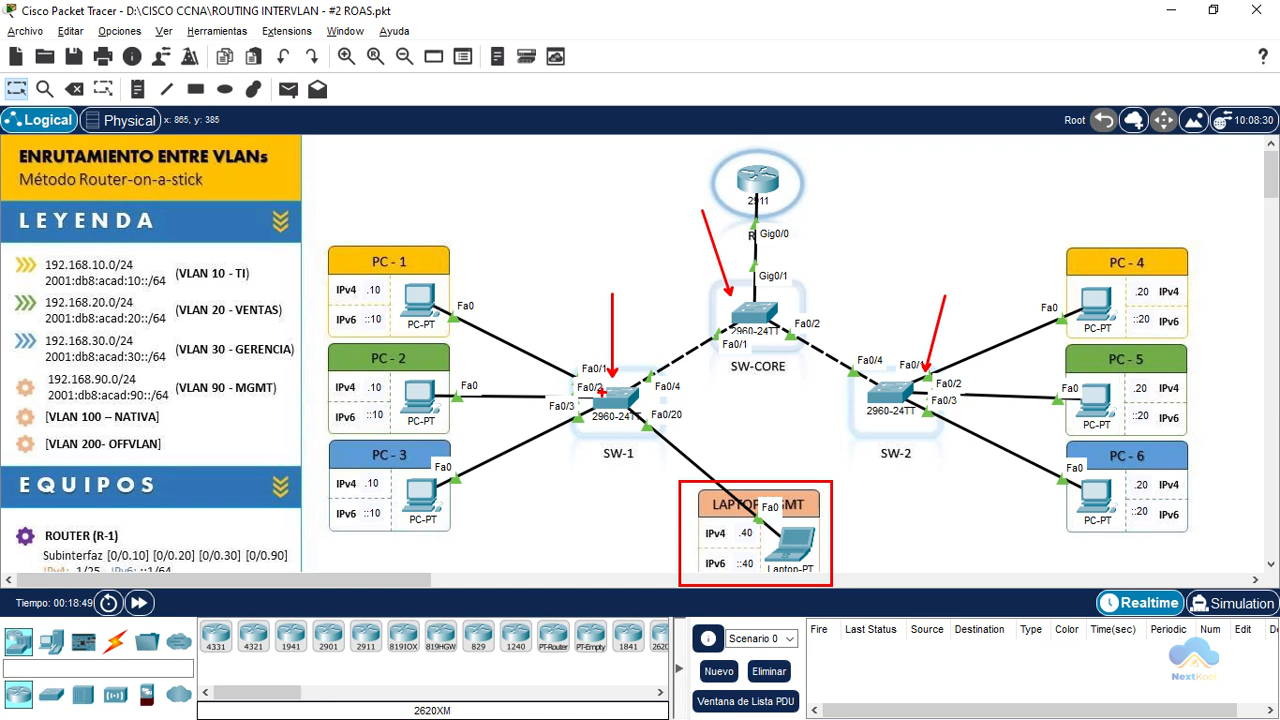 Cisco Packet Tracer - D:\CISCO CCNA\ROUTING INTERVLAN - #2 ROAS.pkt
Archivo Editar Opciones Ver Herramientas Extensions Window Ayuda
Logical Physical x: 865, y: 385 Root 10:08:30
ENRUTAMIENTO ENTRE VLANs
Método Router-on-a-stick
LEYENDA
192.168.10.0/24
2001:db8:acad:10::/64 (VLAN 10 - TI)
192.168.20.0/24
2001:db8:acad:20::/64 (VLAN 20 - VENTAS)
192.168.30.0/24
2001:db8:acad:30::/64 (VLAN 30 - GERENCIA)
192.168.90.0/24
2001:db8:acad:90::/64 (VLAN 90 - MGMT)
[VLAN 100 – NATIVA]
[VLAN 200- OFFVLAN]
EQUIPOS
ROUTER (R-1)
Subinterfaz [0/0.10] [0/0.20] [0/0.30] [0/0.90]
PC - 1
IPv4 .10
IPv6 ::10
PC-PT
Fa0
PC - 2
IPv4 .10
IPv6 ::10
PC-PT
Fa0
PC - 3
IPv4 .10
IPv6 ::10
PC-PT
Fa0
2911
Gig0/0
Gig0/1
2960-24TT
Fa0/1
Fa0/2
SW-CORE
Fa0/1
Fa0/2
Fa0/3
Fa0/4
Fa0/20
2960-24TT
SW-1
Fa0/4
Fa0/1
Fa0/2
Fa0/3
2960-24TT
SW-2
Fa0
IPv4 .40
IPv6 ::40
Laptop-PT
PC - 4
.20 IPv4
::20 IPv6
PC-PT
Fa0
PC - 5
.20 IPv4
::20 IPv6
PC-PT
Fa0
PC - 6
.20 IPv4
::20 IPv6
PC-PT
Fa0
Tiempo: 00:18:49 Realtime Simulation
4331 4321 1941 2901 2911 819IOX 819HGW 829 1240 PT-Router PT-Empty 1841
2620XM
Scenario 0
Nuevo Eliminar
Ventana de Lista PDU
Fire Last Status Source Destination Type Color Time(sec) Periodic Num Edit
NextKool